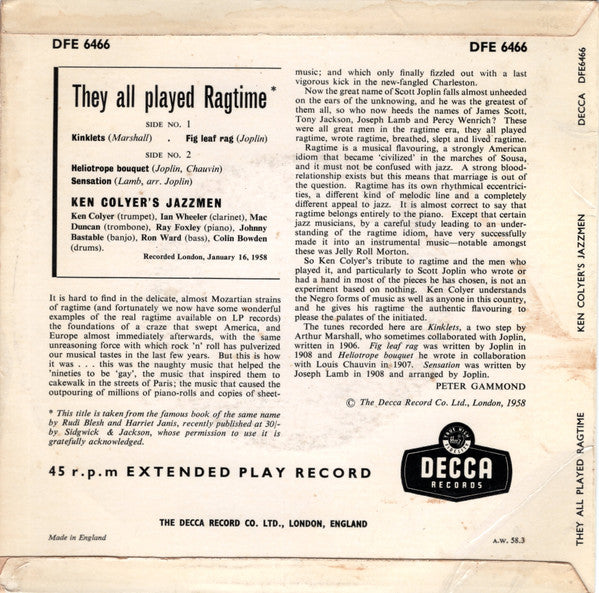 DFE 6466
DFE 6466
They all played Ragtime*
SIDE NO. 1
Kinklets (Marshall) . Fig leaf rag (Joplin)
SIDE NO. 2
Heliotrope bouquet (Joplin, Chauvin)
Sensation (Lamb, arr. Joplin)
KEN COLYER'S JAZZMEN
Ken Colyer (trumpet), Ian Wheeler (clarinet), Mac
Duncan (trombone), Ray Foxley (piano), Johnny
Bastable (banjo), Ron Ward (bass), Colin Bowden
(drums).
Recorded London, January 16, 1958
It is hard to find in the delicate, almost Mozartian strains
of ragtime (and fortunately we now have some wonderful
examples of the real ragtime available on LP records)
the foundations of a craze that swept America, and
Europe almost immediately afterwards, with the same
unreasoning force with which rock 'n' roll has pulverized
our musical tastes in the last few years. But this is how
it was . . . this was the naughty music that helped the
'nineties to be 'gay', the music that inspired them to
cakewalk in the streets of Paris; the music that caused the
outpouring of millions of piano-rolls and copies of sheet-
* This title is taken from the famous book of the same name
by Rudi Blesh and Harriet Janis, recently published at 30/-
by Sidgwick & Jackson, whose permission to use it is
gratefully acknowledged.
music; and which only finally fizzled out with a last
vigorous kick in the new-fangled Charleston.
Now the great name of Scott Joplin falls almost unheeded
on the ears of the unknowing, and he was the greatest of
them all, so who now heeds the names of James Scott,
Tony Jackson, Joseph Lamb and Percy Wenrich? These
were all great men in the ragtime era, they all played
ragtime, wrote ragtime, breathed, slept and lived ragtime.
Ragtime is a musical flavouring, a strongly American
idiom that became 'civilized' in the marches of Sousa,
and it must not be confused with jazz. A strong blood-
relationship exists but this means that marriage is out of
the question. Ragtime has its own rhythmical eccentrici-
ties, a different kind of melodic line and a completely
different appeal to jazz. It is almost correct to say that
ragtime belongs entirely to the piano. Except that certain
jazz musicians, by a careful study leading to an under-
standing of the ragtime idiom, have very successfully
made it into an instrumental music—notable amongst
these was Jelly Roll Morton.
So Ken Colyer's tribute to ragtime and the men who
played it, and particularly to Scott Joplin who wrote or
had a hand in most of the pieces he has chosen, is not an
experiment based on nothing. Ken Colyer understands
the Negro forms of music as well as anyone in this country,
and he gives his ragtime the authentic flavouring to
please the palates of the initiated.
The tunes recorded here are Kinklets, a two step by
Arthur Marshall, who sometimes collaborated with Joplin,
written in 1906. Fig leaf rag was written by Joplin in
1908 and Heliotrope bouquet he wrote in collaboration
with Louis Chauvin in 1907. Sensation was written by
Joseph Lamb in 1908 and arranged by Joplin.
PETER GAMMOND
© The Decca Record Co. Ltd., London, 1958
45 r.p.m EXTENDED PLAY RECORD
DECCA
RECORDS
THE DECCA RECORD CO. LTD., LONDON, ENGLAND
Made in England
A.W. 58.3
THEY ALL PLAYED RAGTIME KEN COLYER'S JAZZMEN DECCA DFE6466